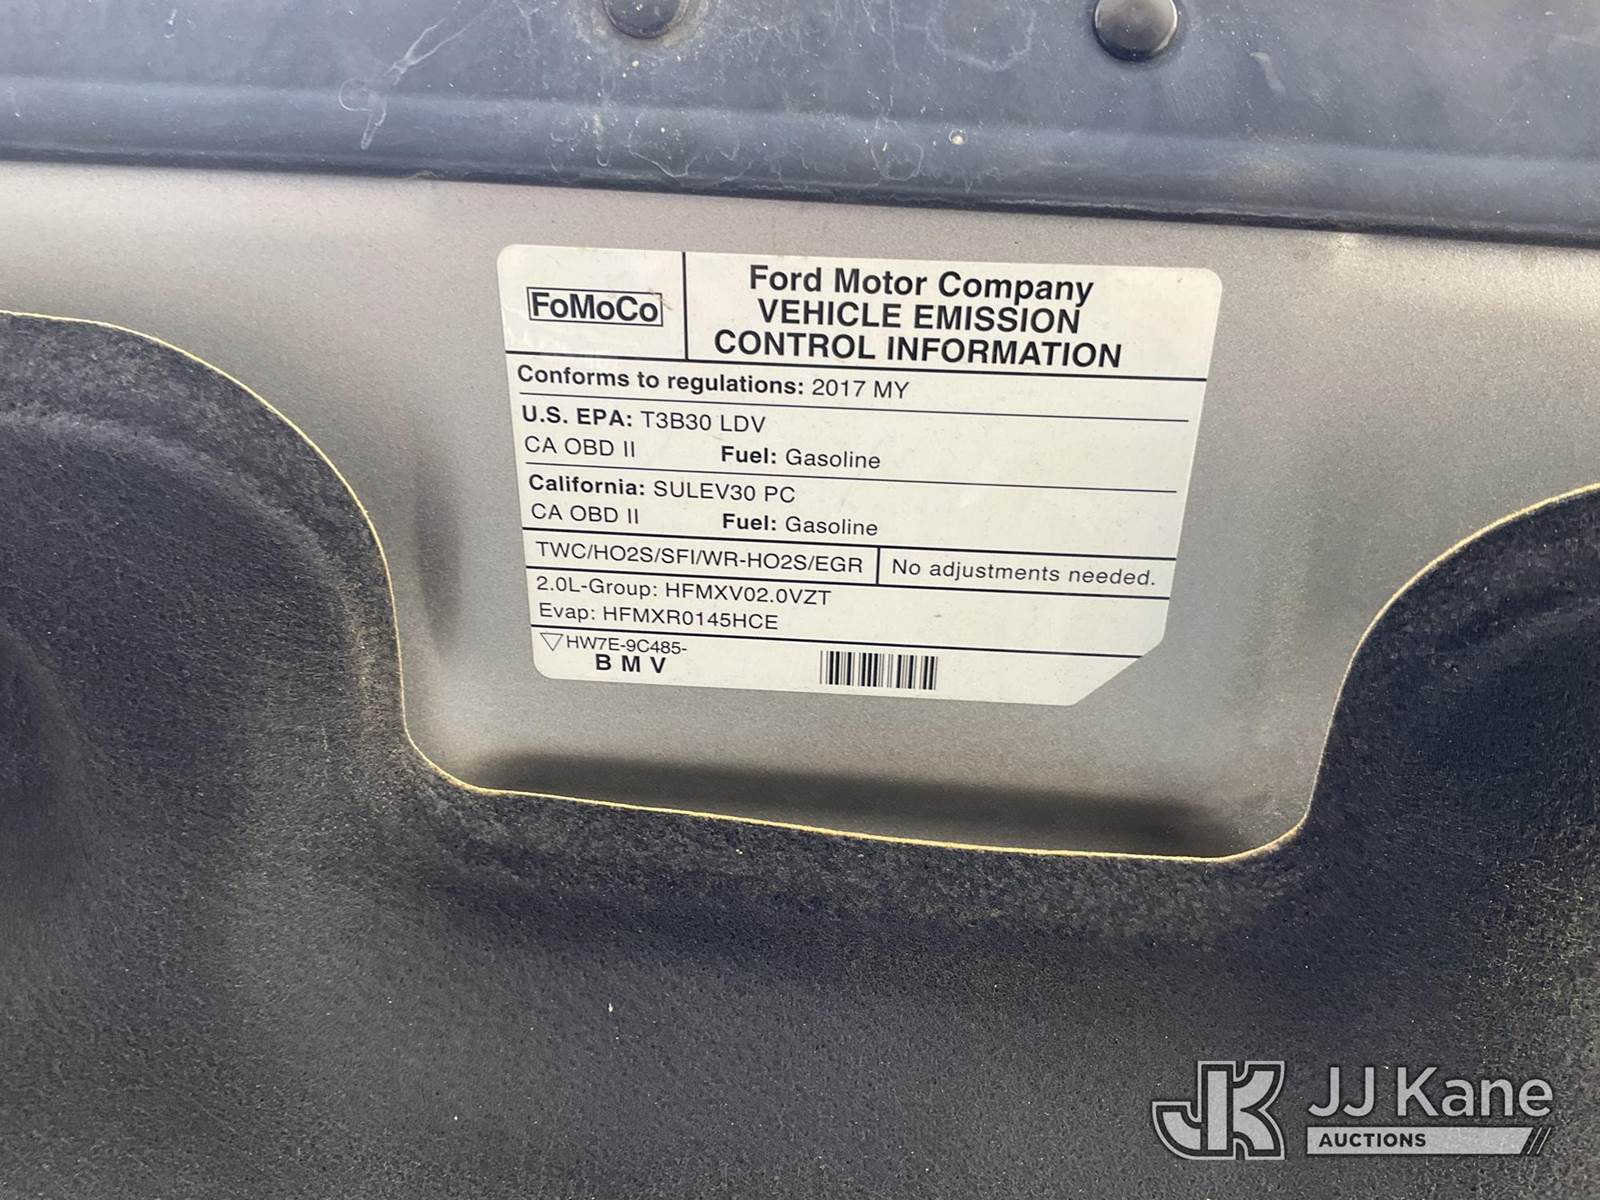 FoMoCo
Ford Motor Company
VEHICLE EMISSION
CONTROL INFORMATION
Conforms to regulations: 2017 MY
U.S. EPA: T3B30 LDV
CA OBD II Fuel: Gasoline
California: SULEV30 PC
CA OBD II Fuel: Gasoline
TWC/HO2S/SFI/WR-HO2S/EGR No adjustments needed.
2.0L-Group: HFMXV02.0VZT
Evap: HFMXR0145HCE
HW7E-9C485-
B M V
JK JJ Kane
AUCTIONS